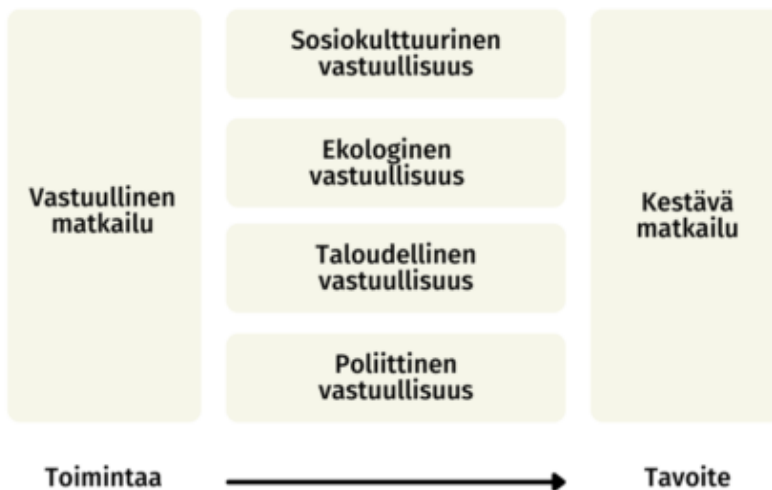 Vastuullinen
matkailu
Sosiokulttuurinen
vastuullisuus
Ekologinen
vastuullisuus
Taloudellinen
vastuullisuus
Poliittinen
vastuullisuus
Kestävä
matkailu
Toimintaa
Tavoite